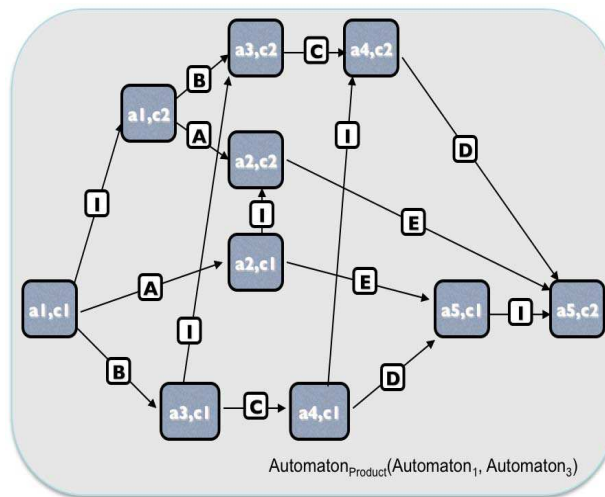 a3,c2
C
a4,c2
B
a1,c2
A
I
D
a2,c2
I
I
E
a2,c1
A
E
a1,c1
I
a5,c1
I
a5,c2
B
D
a3,c1
C
a4,c1
Automaton_Product(Automaton_1, Automaton_3)